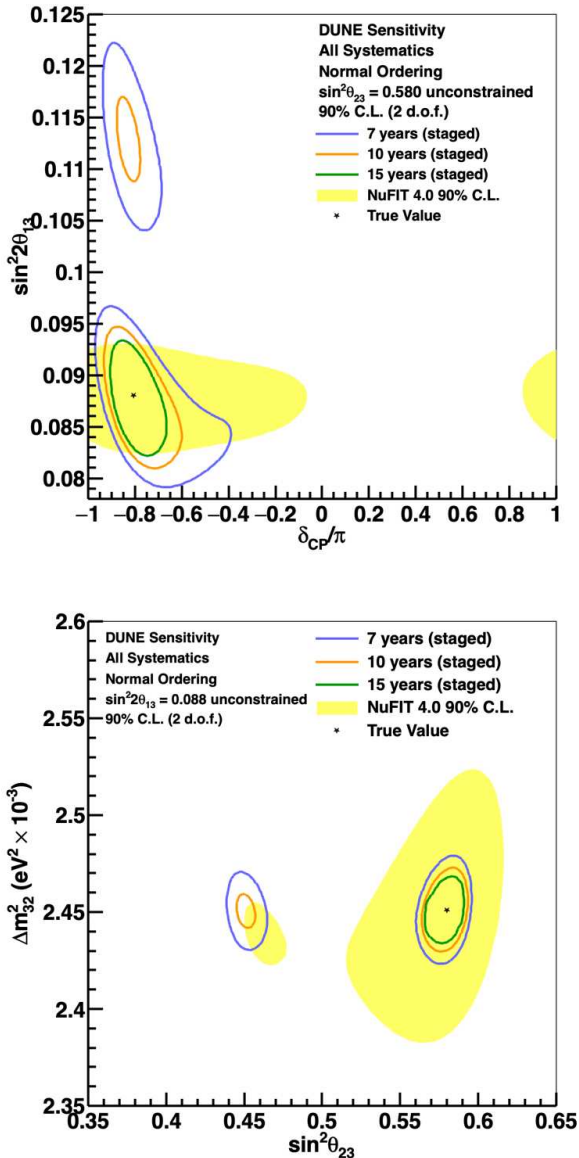 DUNE Sensitivity
All Systematics
Normal Ordering
sin²θ₂₃ = 0.580 unconstrained
90% C.L. (2 d.o.f.)
7 years (staged)
10 years (staged)
15 years (staged)
NuFIT 4.0 90% C.L.
True Value
sin²2θ₁₃
0.125
0.12
0.115
0.11
0.105
0.1
0.095
0.09
0.085
0.08
−1 −0.8 −0.6 −0.4 −0.2 0 0.2 0.4 0.6 0.8 1
δCP/π
DUNE Sensitivity
All Systematics
Normal Ordering
sin²2θ₁₃ = 0.088 unconstrained
90% C.L. (2 d.o.f.)
7 years (staged)
10 years (staged)
15 years (staged)
NuFIT 4.0 90% C.L.
True Value
Δm²₃₂ (eV² × 10⁻³)
2.6
2.55
2.5
2.45
2.4
2.35
0.35 0.4 0.45 0.5 0.55 0.6 0.65
sin²θ₂₃